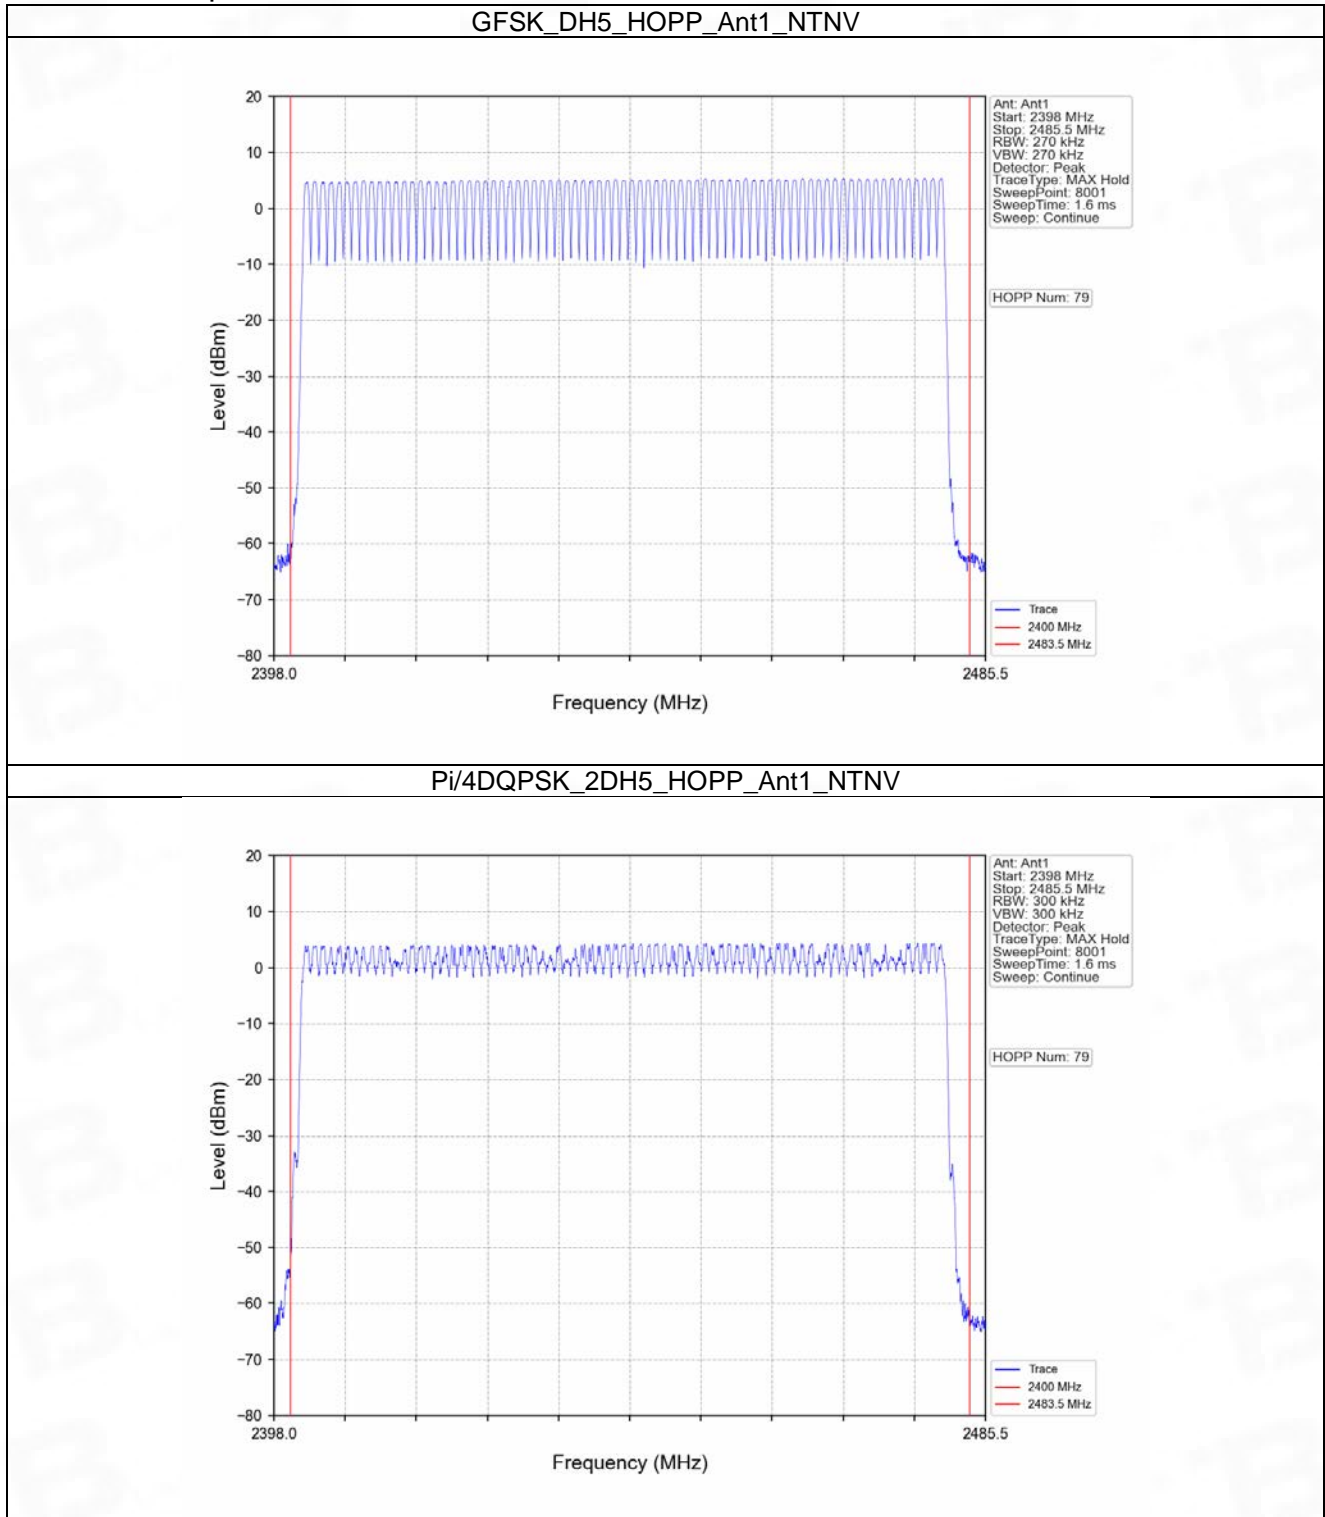 GFSK_DH5_HOPP_Ant1_NTNV
20
10
0
−10
−20
−30
−40
−50
−60
−70
−80
Level (dBm)
2398.0
2485.5
Frequency (MHz)
Ant: Ant1
Start: 2398 MHz
Stop: 2485.5 MHz
RBW: 270 kHz
VBW: 270 kHz
Detector: Peak
TraceType: MAX Hold
SweepPoint: 8001
SweepTime: 1.6 ms
Sweep: Continue
HOPP Num: 79
Trace
2400 MHz
2483.5 MHz
Pi/4DQPSK_2DH5_HOPP_Ant1_NTNV
20
10
0
−10
−20
−30
−40
−50
−60
−70
−80
Level (dBm)
2398.0
2485.5
Frequency (MHz)
Ant: Ant1
Start: 2398 MHz
Stop: 2485.5 MHz
RBW: 300 kHz
VBW: 300 kHz
Detector: Peak
TraceType: MAX Hold
SweepPoint: 8001
SweepTime: 1.6 ms
Sweep: Continue
HOPP Num: 79
Trace
2400 MHz
2483.5 MHz